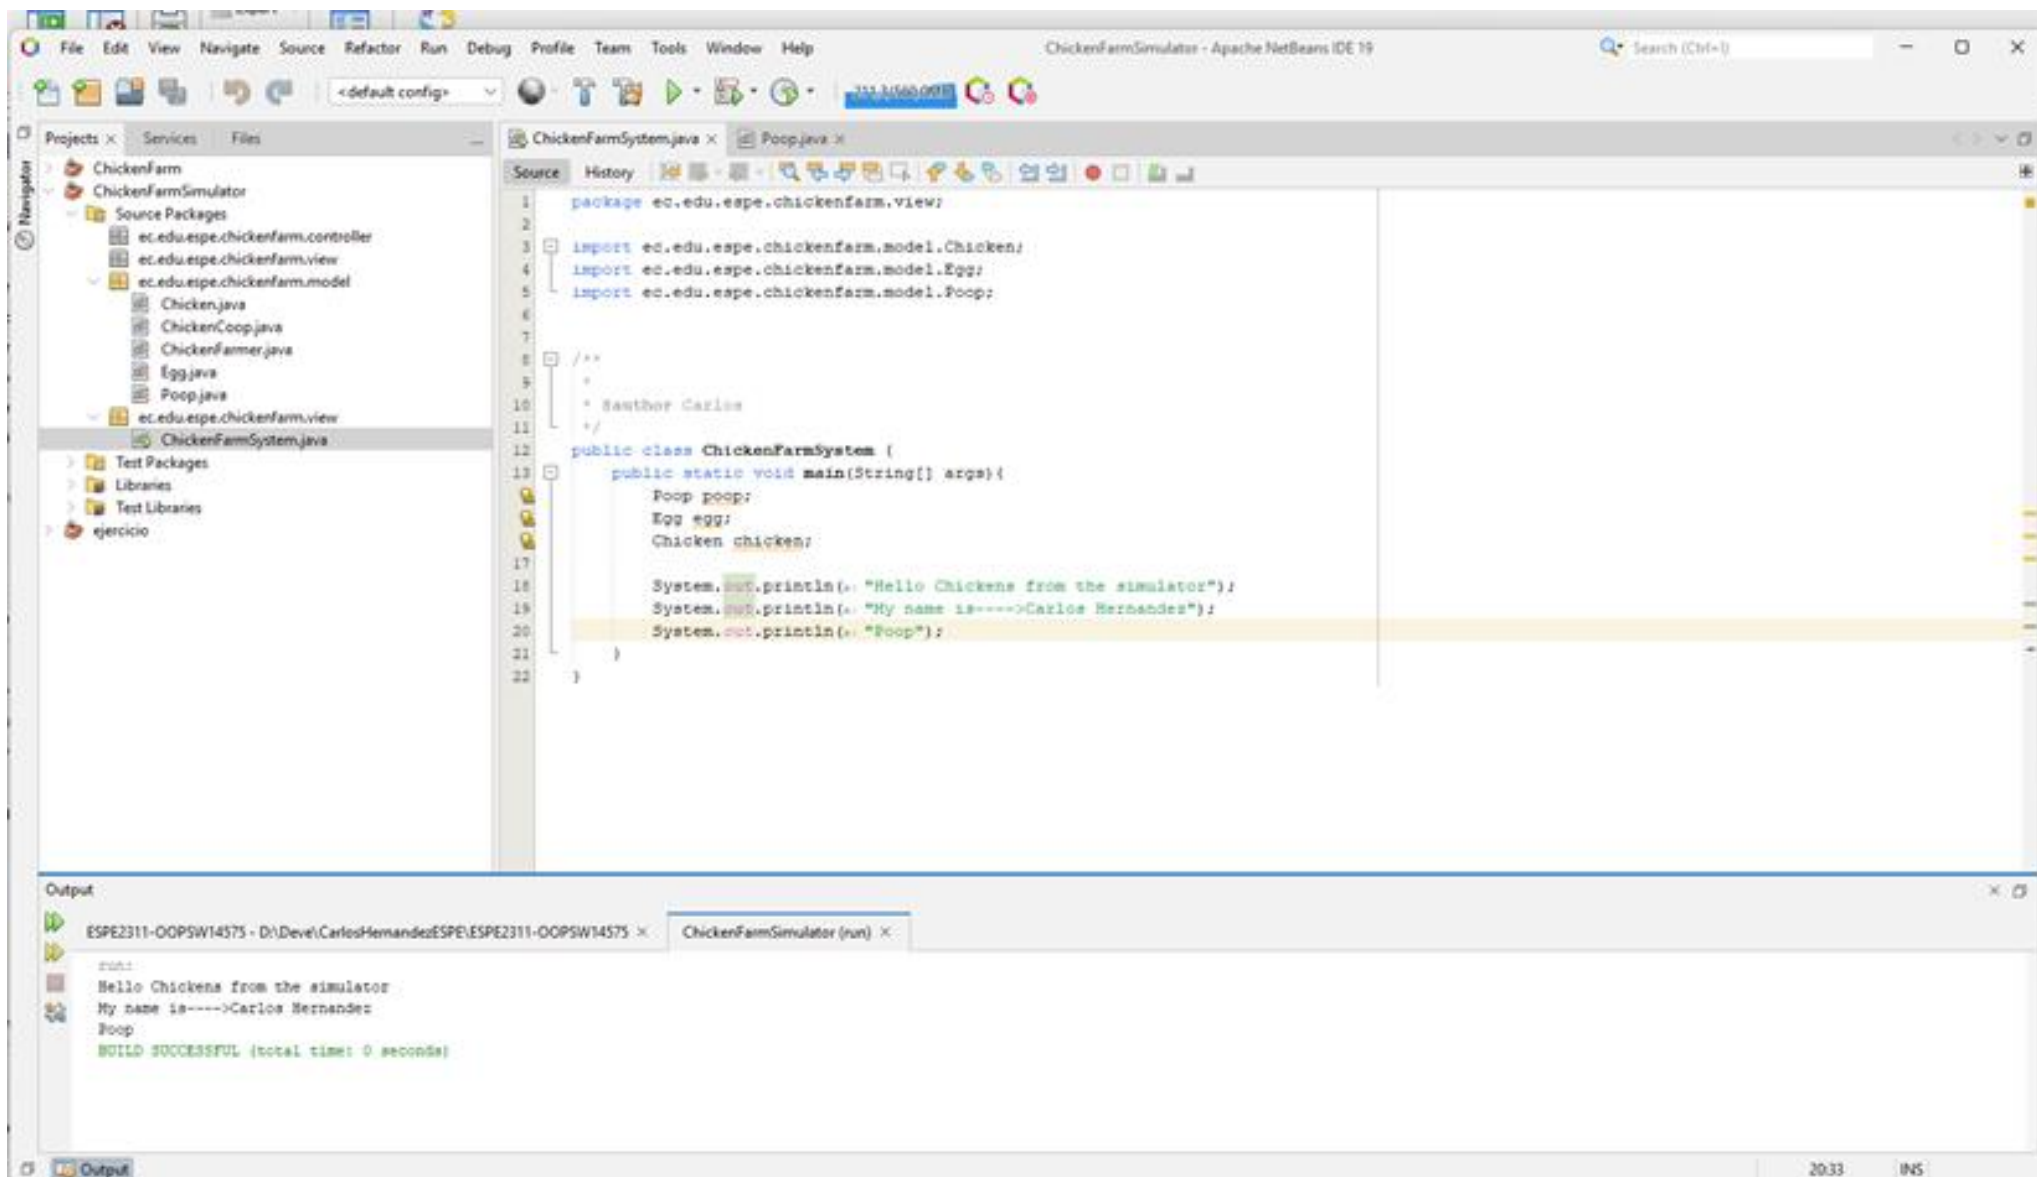 File Edit View Navigate Source Refactor Run Debug Profile Team Tools Window Help ChickenFarmSimulator - Apache NetBeans IDE 19 Search (Ctrl+I)
<default config>
Projects Services Files
Navigator
ChickenFarm
ChickenFarmSimulator
Source Packages
ec.edu.espe.chickenfarm.controller
ec.edu.espe.chickenfarm.view
ec.edu.espe.chickenfarm.model
Chicken.java
ChickenCoop.java
ChickenFarmer.java
Egg.java
Poop.java
ec.edu.espe.chickenfarm.view
ChickenFarmSystem.java
Test Packages
Libraries
Test Libraries
ejercicio
ChickenFarmSystem.java Poop.java
Source History
1 package ec.edu.espe.chickenfarm.view;
2
3 import ec.edu.espe.chickenfarm.model.Chicken;
4 import ec.edu.espe.chickenfarm.model.Egg;
5 import ec.edu.espe.chickenfarm.model.Poop;
6
7
8 /**
9 *
10 * @author Carlos
11 */
12 public class ChickenFarmSystem {
13 public static void main(String[] args){
Poop poop;
Egg egg;
Chicken chicken;
17
18 System.out.println("Hello Chickens from the simulator");
19 System.out.println("My name is---->Carlos Hernandez");
20 System.out.println("Poop");
21 }
22 }
Output
ESPE2311-OOPSW14575 - D:\Deve\CarlosHernandezESPE\ESPE2311-OOPSW14575 ChickenFarmSimulator (run)
run:
Hello Chickens from the simulator
My name is---->Carlos Hernandez
Poop
BUILD SUCCESSFUL (total time: 0 seconds)
Output 20:33 INS